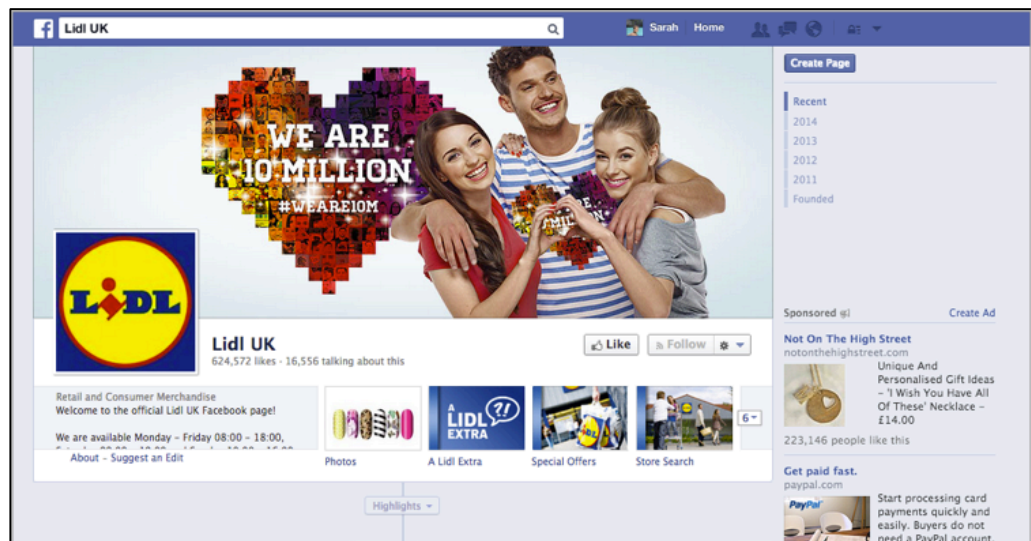 Lidl UK
Sarah Home
Create Page
Recent
2014
2013
2012
2011
Founded
WE ARE
10 MILLION
#WEARE10M
ARE
MILLION
LIDL
Lidl UK
624,572 likes · 16,556 talking about this
Like
Follow
Retail and Consumer Merchandise
Welcome to the official Lidl UK Facebook page!
We are available Monday – Friday 08:00 – 18:00,
About – Suggest an Edit
Photos
A
LIDL ?!
EXTRA
A Lidl Extra
Special Offers
Store Search
6
Highlights
Sponsored
Create Ad
Not On The High Street
notonthehighstreet.com
Unique And
Personalised Gift Ideas
– 'I Wish You Have All
Of These' Necklace –
£14.00
223,146 people like this
Get paid fast.
paypal.com
PayPal
Start processing card
payments quickly and
easily. Buyers do not
need a PayPal account.